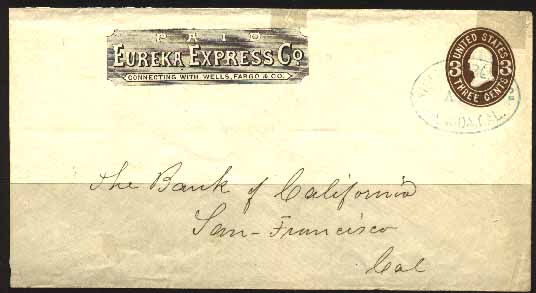 PAID
EUREKA EXPRESS CO.
CONNECTING WITH WELLS, FARGO & CO.
UNITED STATES
3 3
THREE CENTS
CAL.
The Bank of California
San-Francisco
Cal